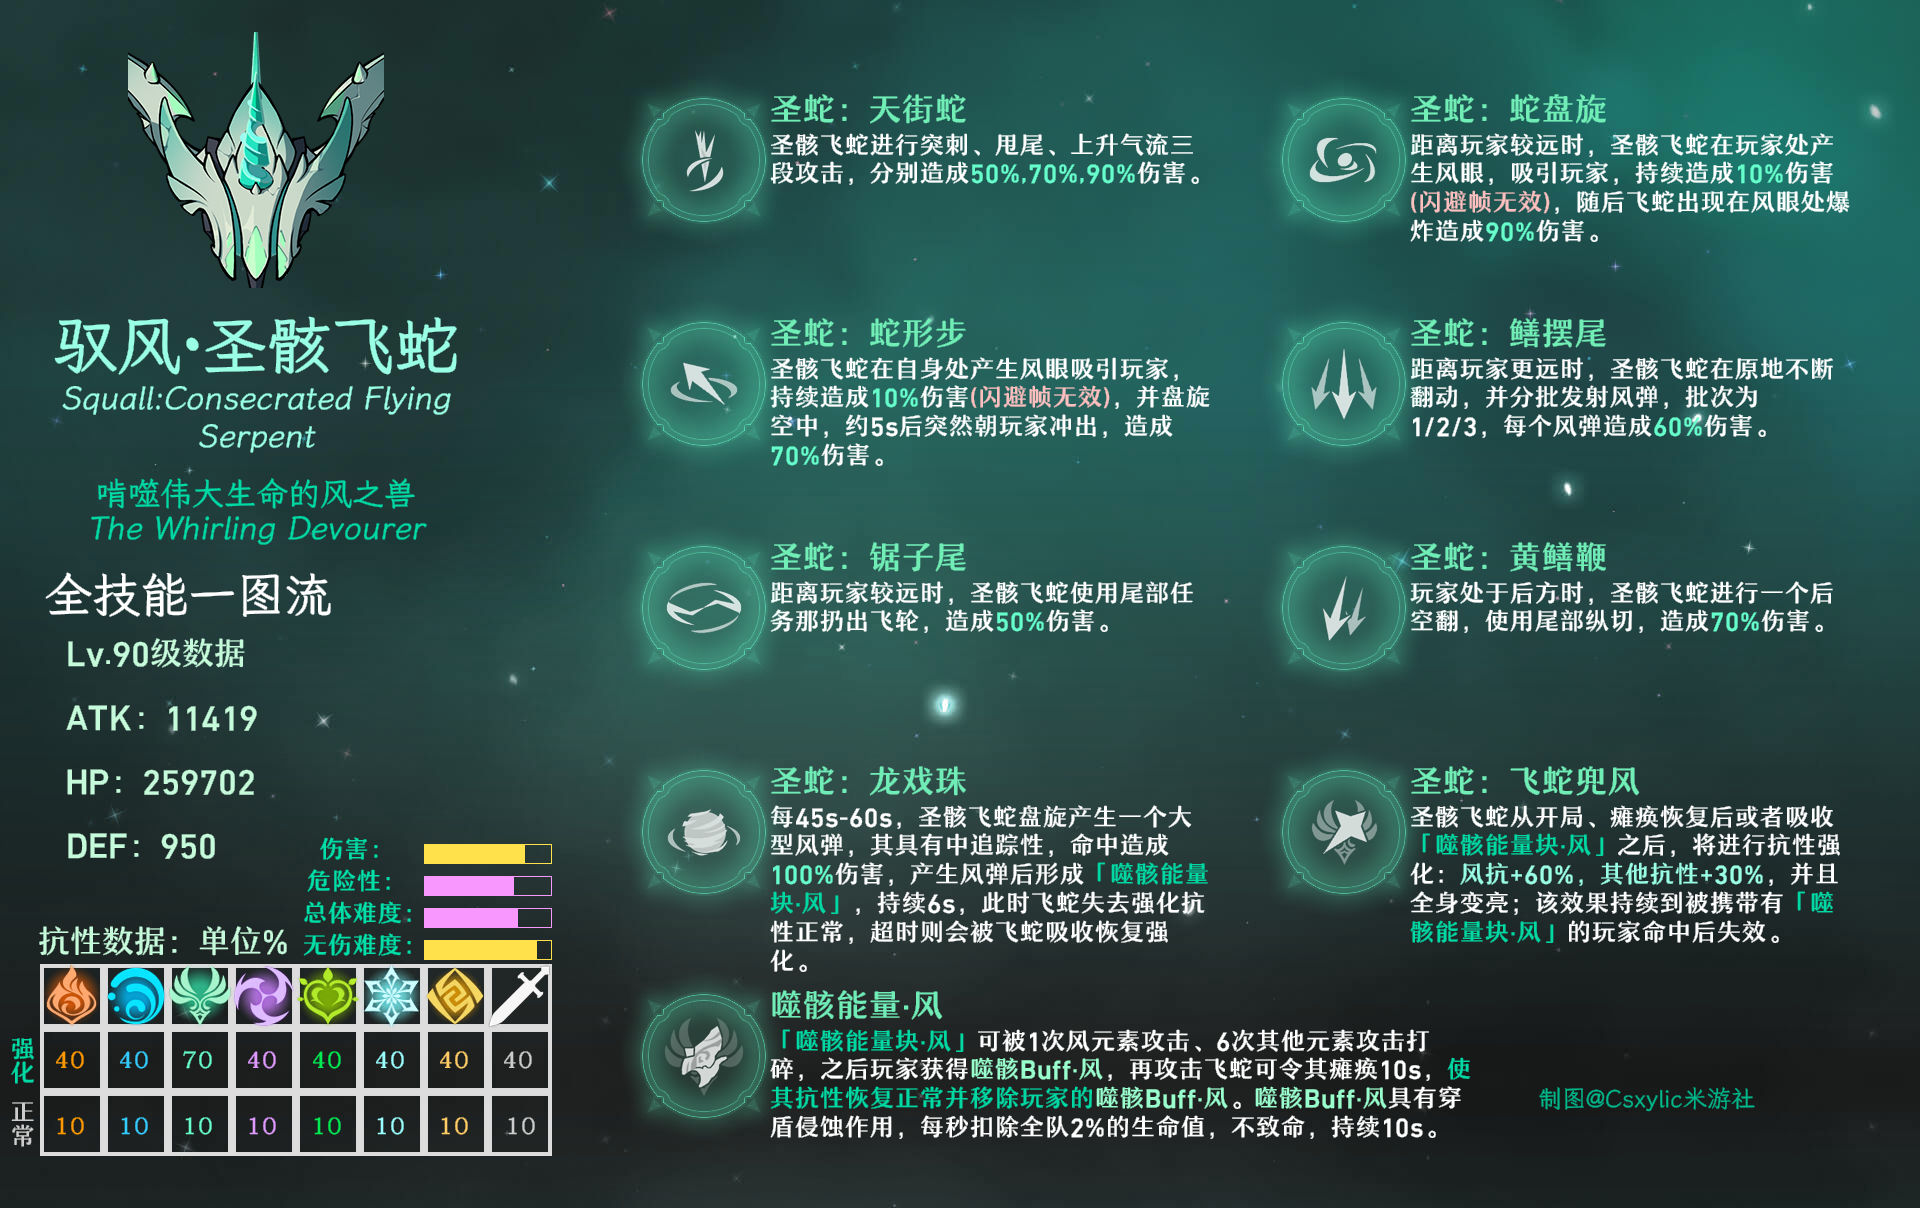 驭风·圣骸飞蛇
Squall:Consecrated Flying
Serpent
啃噬伟大生命的风之兽
The Whirling Devourer
全技能一图流
Lv.90级数据
ATK：11419
HP：259702
DEF：950
伤害：
危险性：
总体难度：
无伤难度：
抗性数据：单位%
强化
40 40 70 40 40 40 40 40
正常
10 10 10 10 10 10 10 10
圣蛇：天街蛇
圣骸飞蛇进行突刺、甩尾、上升气流三
段攻击，分别造成50%,70%,90%伤害。
圣蛇：蛇盘旋
距离玩家较远时，圣骸飞蛇在玩家处产
生风眼，吸引玩家，持续造成10%伤害
(闪避帧无效)，随后飞蛇出现在风眼处爆
炸造成90%伤害。
圣蛇：蛇形步
圣骸飞蛇在自身处产生风眼吸引玩家，
持续造成10%伤害(闪避帧无效)，并盘旋
空中，约5s后突然朝玩家冲出，造成
70%伤害。
圣蛇：鳝摆尾
距离玩家更远时，圣骸飞蛇在原地不断
翻动，并分批发射风弹，批次为
1/2/3，每个风弹造成60%伤害。
圣蛇：锯子尾
距离玩家较远时，圣骸飞蛇使用尾部任
务那扔出飞轮，造成50%伤害。
圣蛇：黄鳝鞭
玩家处于后方时，圣骸飞蛇进行一个后
空翻，使用尾部纵切，造成70%伤害。
圣蛇：龙戏珠
每45s-60s，圣骸飞蛇盘旋产生一个大
型风弹，其具有中追踪性，命中造成
100%伤害，产生风弹后形成「噬骸能量
块·风」，持续6s，此时飞蛇失去强化抗
性正常，超时则会被飞蛇吸收恢复强
化。
圣蛇：飞蛇兜风
圣骸飞蛇从开局、瘫痪恢复后或者吸收
「噬骸能量块·风」之后，将进行抗性强
化：风抗+60%，其他抗性+30%，并且
全身变亮；该效果持续到被携带有「噬
骸能量块·风」的玩家命中后失效。
噬骸能量·风
「噬骸能量块·风」可被1次风元素攻击、6次其他元素攻击打
碎，之后玩家获得噬骸Buff·风，再攻击飞蛇可令其瘫痪10s，使
其抗性恢复正常并移除玩家的噬骸Buff·风。噬骸Buff·风具有穿
盾侵蚀作用，每秒扣除全队2%的生命值，不致命，持续10s。
制图@Csxylic米游社